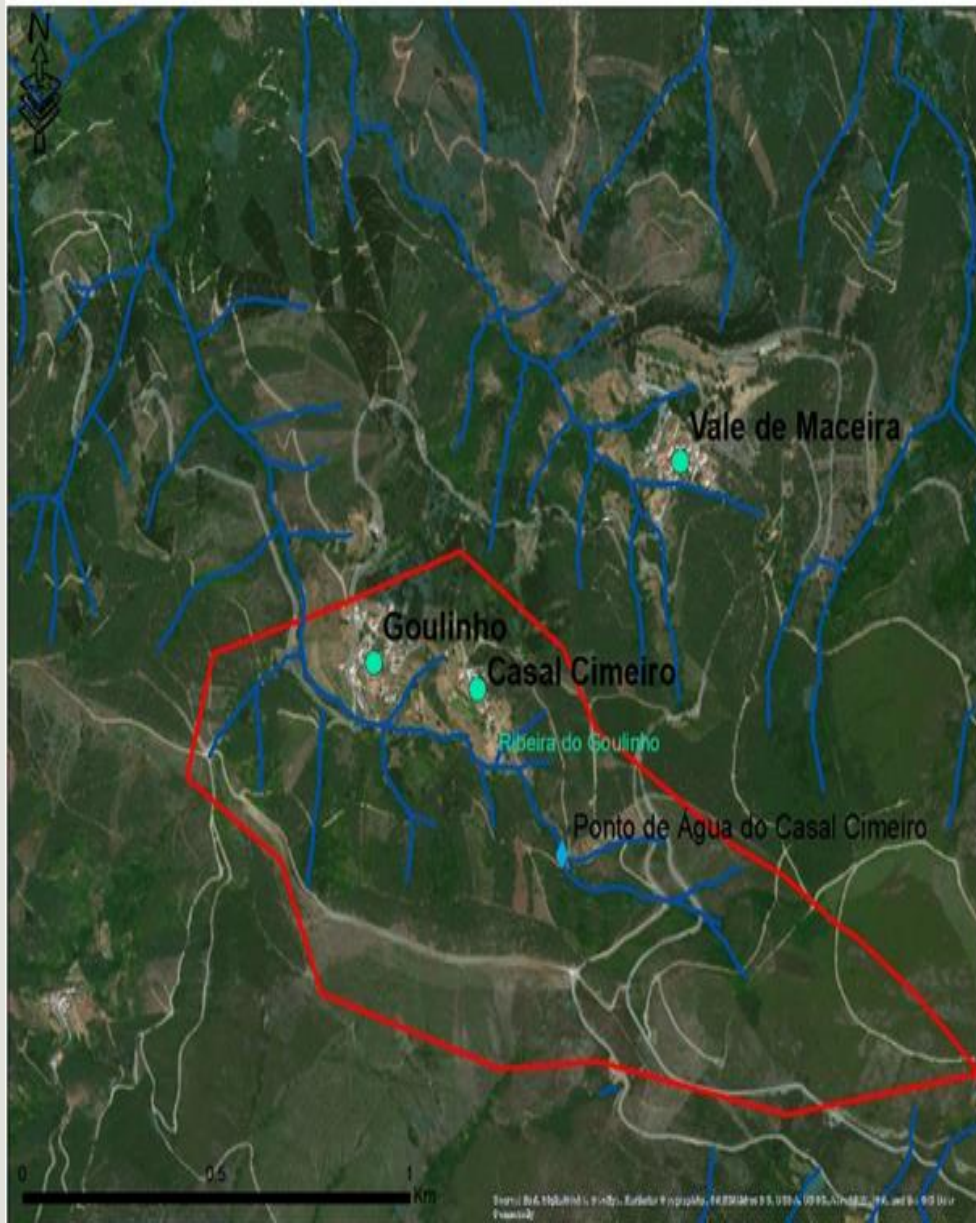 N
Vale de Maceira
Goulinho
Casal Cimeiro
Ribeira do Goulinho
Ponto de Água do Casal Cimeiro
0 0.5 1
Km